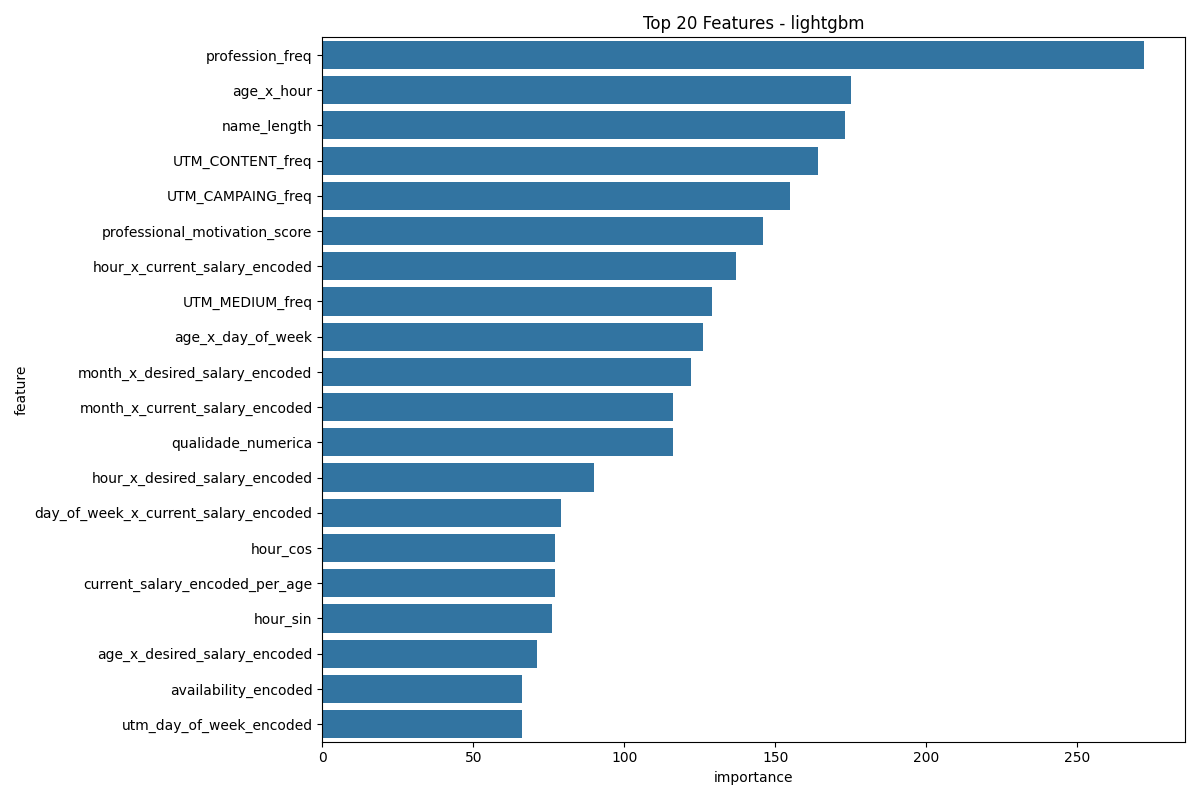 Top 20 Features - lightgbm
feature
profession_freq
age_x_hour
name_length
UTM_CONTENT_freq
UTM_CAMPAING_freq
professional_motivation_score
hour_x_current_salary_encoded
UTM_MEDIUM_freq
age_x_day_of_week
month_x_desired_salary_encoded
month_x_current_salary_encoded
qualidade_numerica
hour_x_desired_salary_encoded
day_of_week_x_current_salary_encoded
hour_cos
current_salary_encoded_per_age
hour_sin
age_x_desired_salary_encoded
availability_encoded
utm_day_of_week_encoded
0 50 100 150 200 250
importance